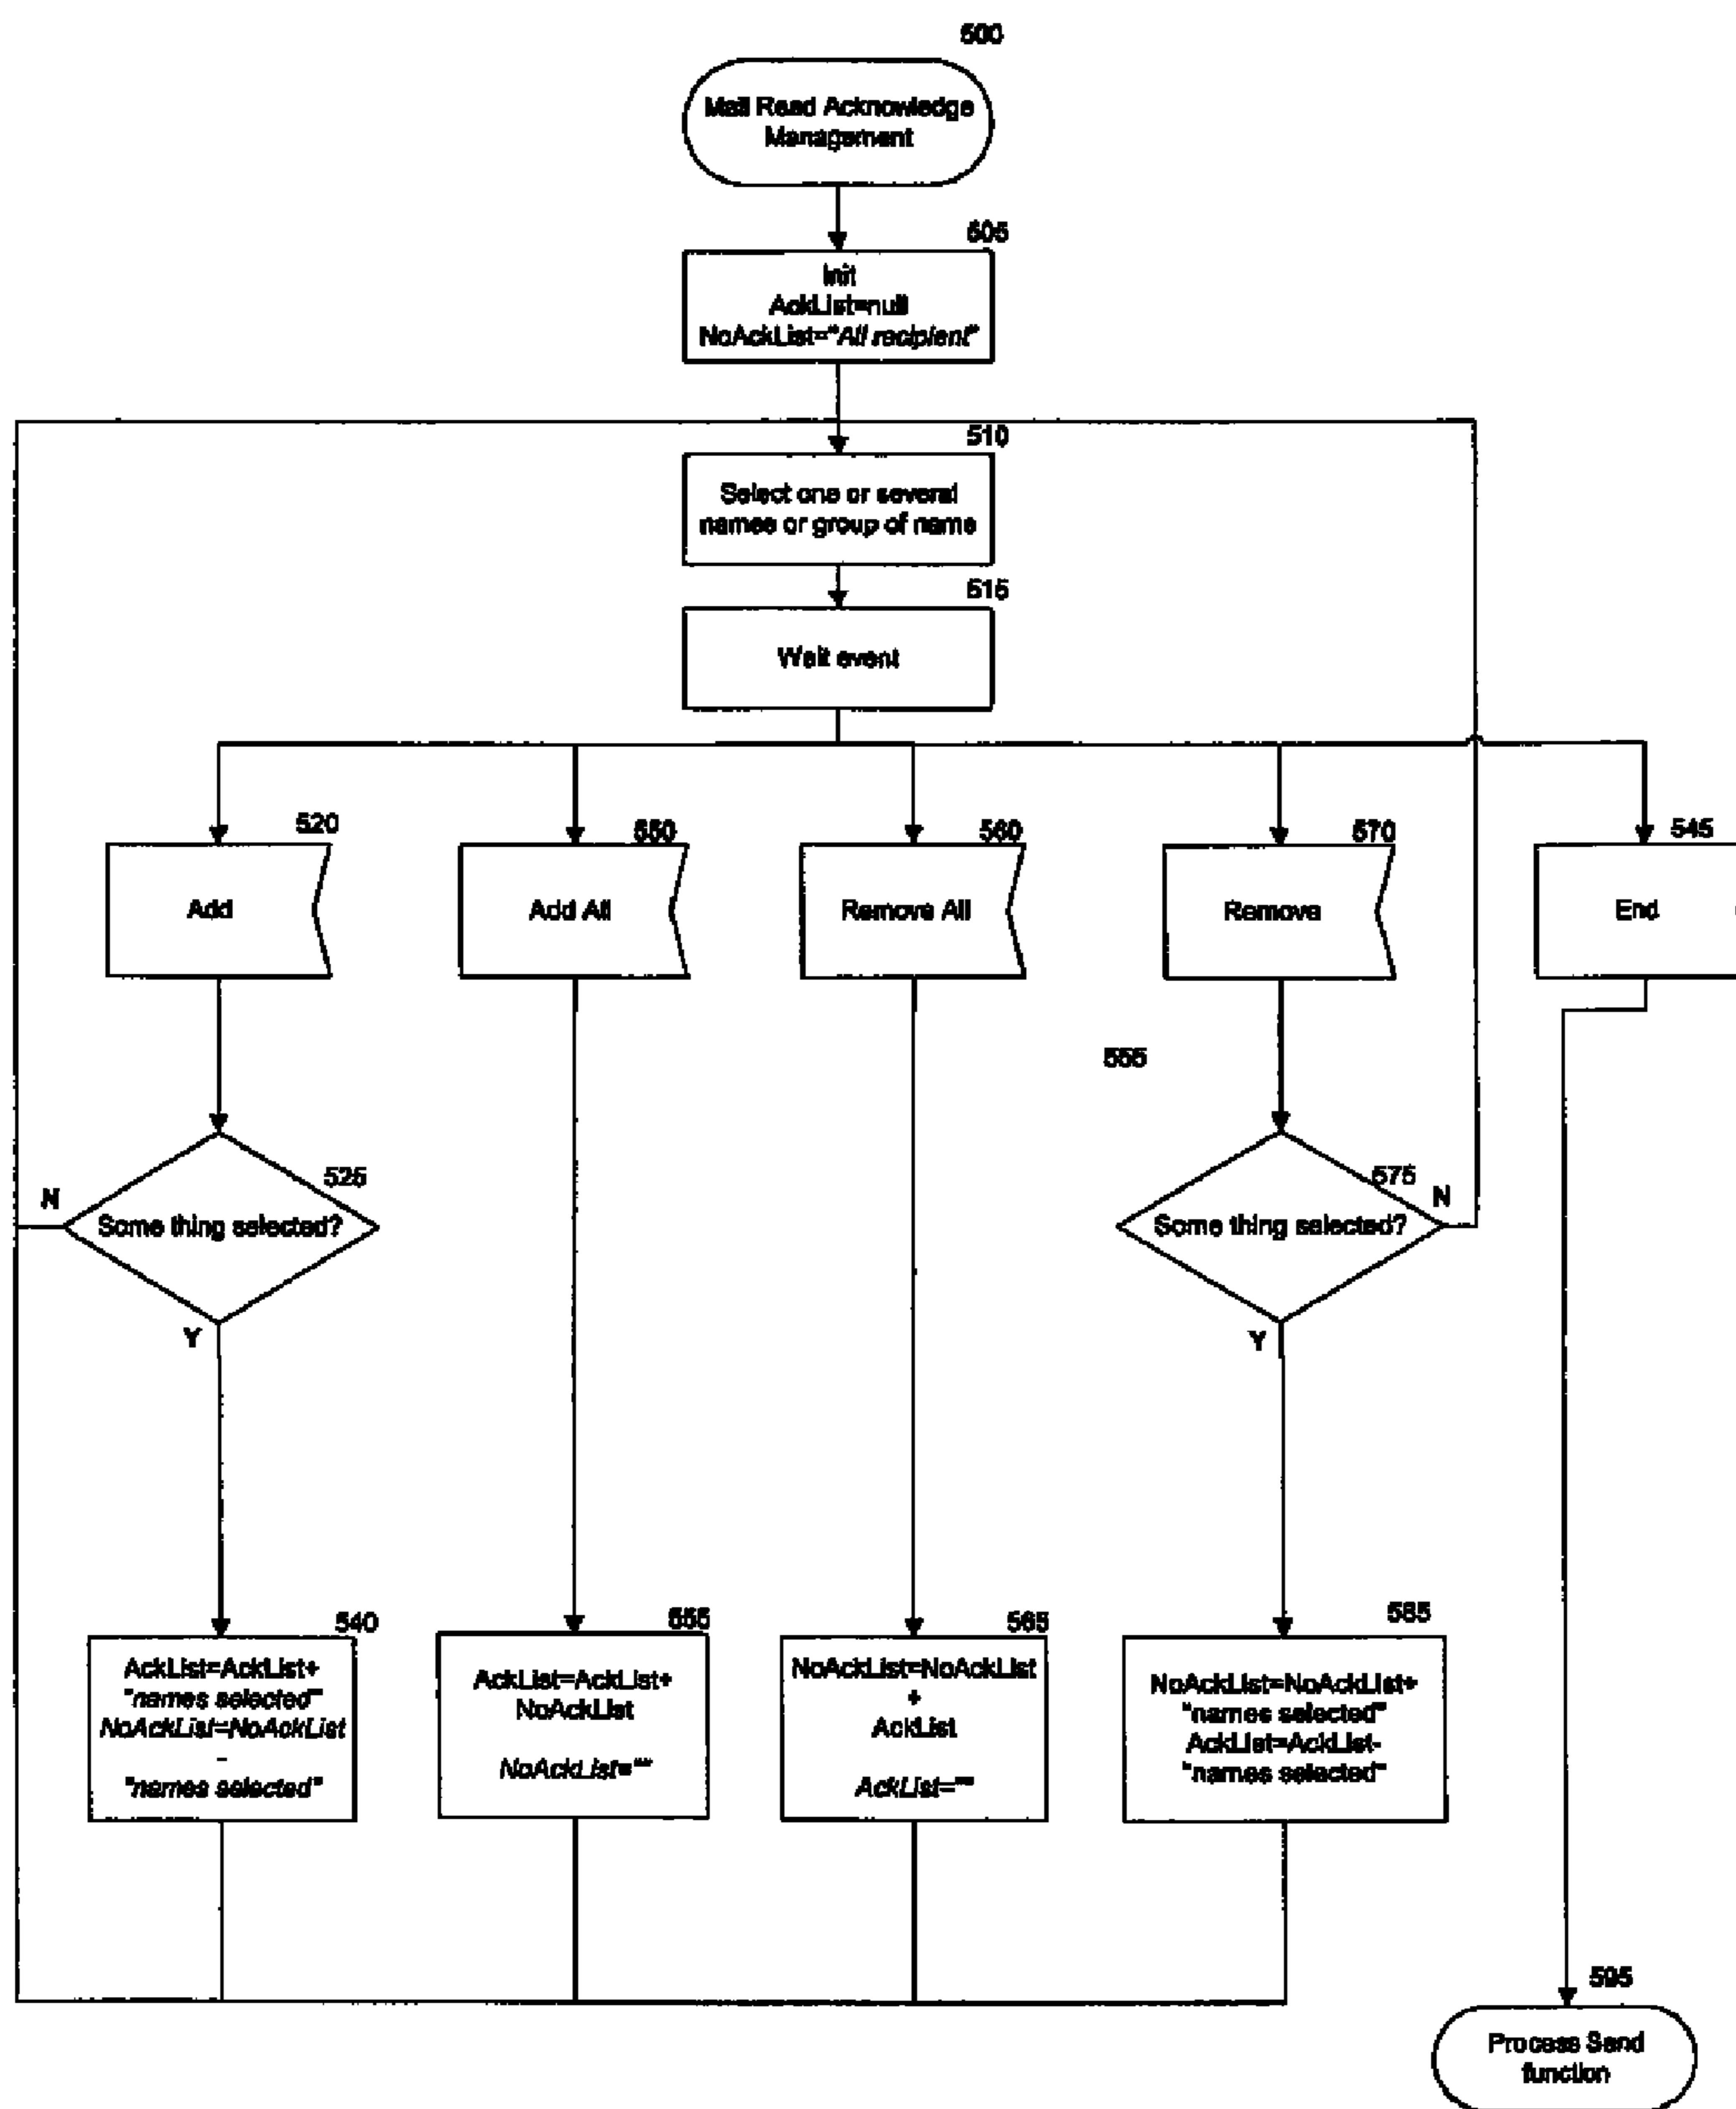 500
Mail Read Acknowledge
Management
505
Init
AckList=null
NoAckList="All recipient"
510
Select one or several
names or group of name
515
Wait event
520
550
560
570
545
Add
Add All
Remove All
Remove
End
555
525
575
N
Some thing selected?
Some thing selected?
N
Y
Y
540
555
565
585
AckList=AckList+
"names selected"
NoAckList=NoAckList
-
"names selected"
AckList=AckList+
NoAckList
NoAckList=""
NoAckList=NoAckList
+
AckList
AckList=""
NoAckList=NoAckList+
"names selected"
AckList=AckList-
"names selected"
595
Process Send
function